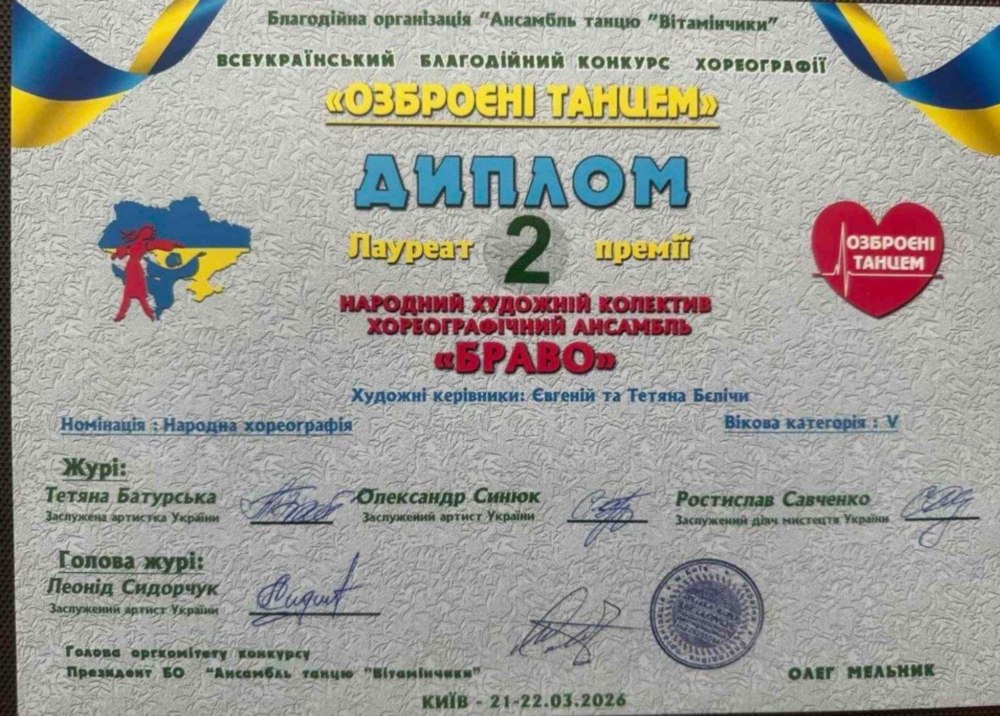 Благодійна організація "Ансамбль танцю "Вітамінчики"
ВСЕУКРАЇНСЬКИЙ БЛАГОДІЙНИЙ КОНКУРС ХОРЕОГРАФІЇ
«ОЗБРОЄНІ ТАНЦЕМ»
ДИПЛОМ
Лауреат 2 премії
ОЗБРОЄНІ
ТАНЦЕМ
НАРОДНИЙ ХУДОЖНІЙ КОЛЕКТИВ
ХОРЕОГРАФІЧНИЙ АНСАМБЛЬ
«БРАВО»
Художні керівники: Євгеній та Тетяна Бєлічи
Номінація : Народна хореографія
Вікова категорія : V
Журі:
Тетяна Батурська
Заслужена артистка України
Олександр Синюк
Заслужений артист України
Ростислав Савченко
Заслужений діяч мистецтв України
Голова журі:
Леонід Сидорчук
Заслужений артист України
Голова оргкомітету конкурсу
Президент БО "Ансамбль танцю "Вітамінчики"
ОЛЕГ МЕЛЬНИК
КИЇВ - 21-22.03.2026